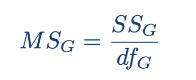 MS_G = SS_G / df_G